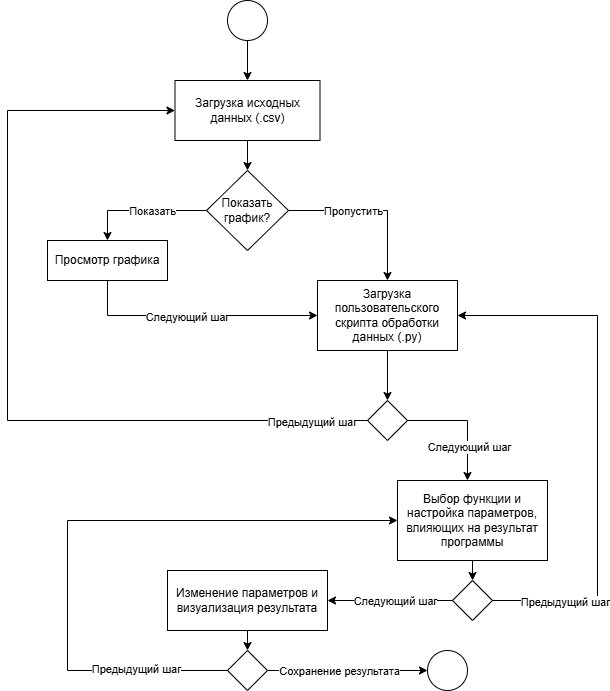 Загрузка исходных
данных (.csv)
Показать
график?
Показать
Пропустить
Просмотр графика
Загрузка
пользовательского
скрипта обработки
данных (.py)
Следующий шаг
Предыдущий шаг
Следующий шаг
Выбор функции и
настройка параметров,
влияющих на результат
программы
Изменение параметров и
визуализация результата
Следующий шаг
Предыдущий шаг
Предыдущий шаг
Сохранение результата